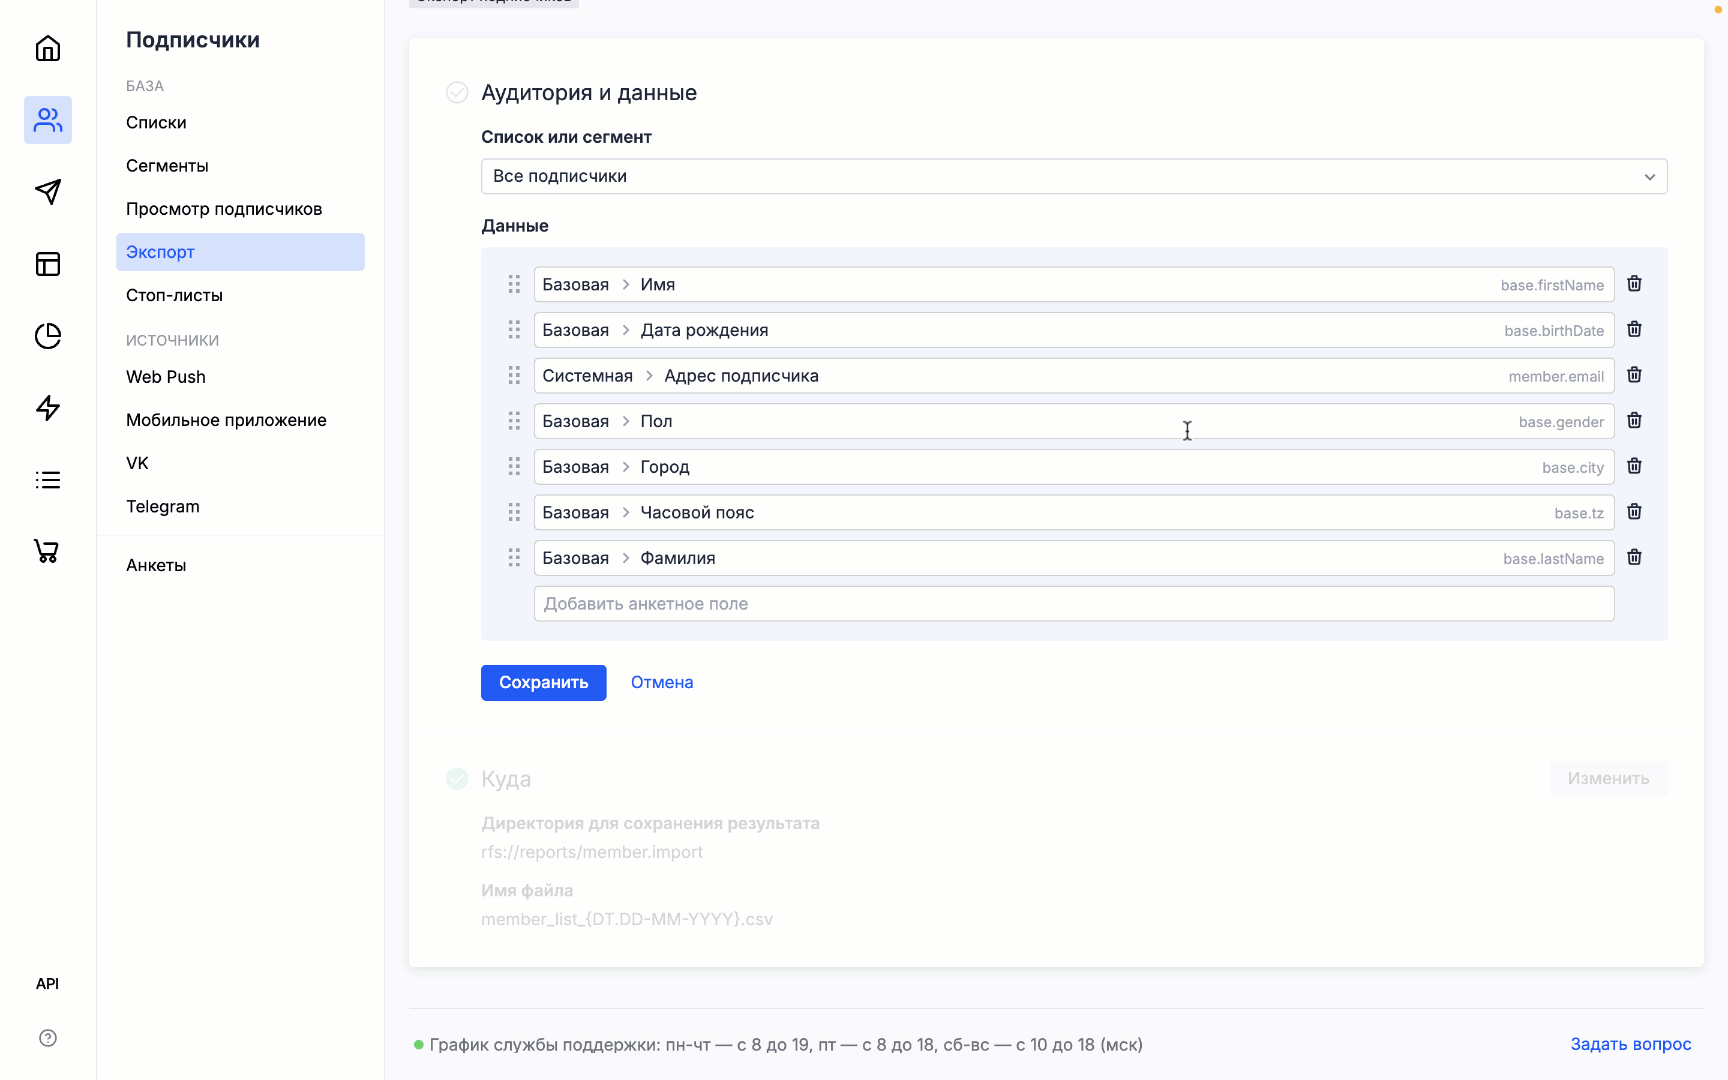 Подписчики
БАЗА
Списки
Сегменты
Просмотр подписчиков
Экспорт
Стоп-листы
ИСТОЧНИКИ
Web Push
Мобильное приложение
VK
Telegram
Анкеты
API
Экспорт подписчиков
Аудитория и данные
Список или сегмент
Все подписчики
Данные
Базовая > Имя base.firstName
Базовая > Дата рождения base.birthDate
Системная > Адрес подписчика member.email
Базовая > Пол base.gender
Базовая > Город base.city
Базовая > Часовой пояс base.tz
Базовая > Фамилия base.lastName
Добавить анкетное поле
Сохранить Отмена
Куда Изменить
Директория для сохранения результата
rfs://reports/member.import
Имя файла
member_list_{DT.DD-MM-YYYY}.csv
График службы поддержки: пн-чт — с 8 до 19, пт — с 8 до 18, сб-вс — с 10 до 18 (мск) Задать вопрос